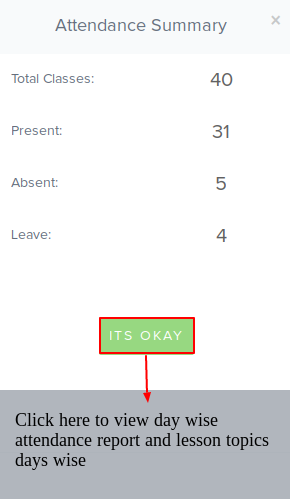 Attendance Summary ×
Total Classes: 40
Present: 31
Absent: 5
Leave: 4
ITS OKAY
Click here to view day wise
attendance report and lesson topics
days wise